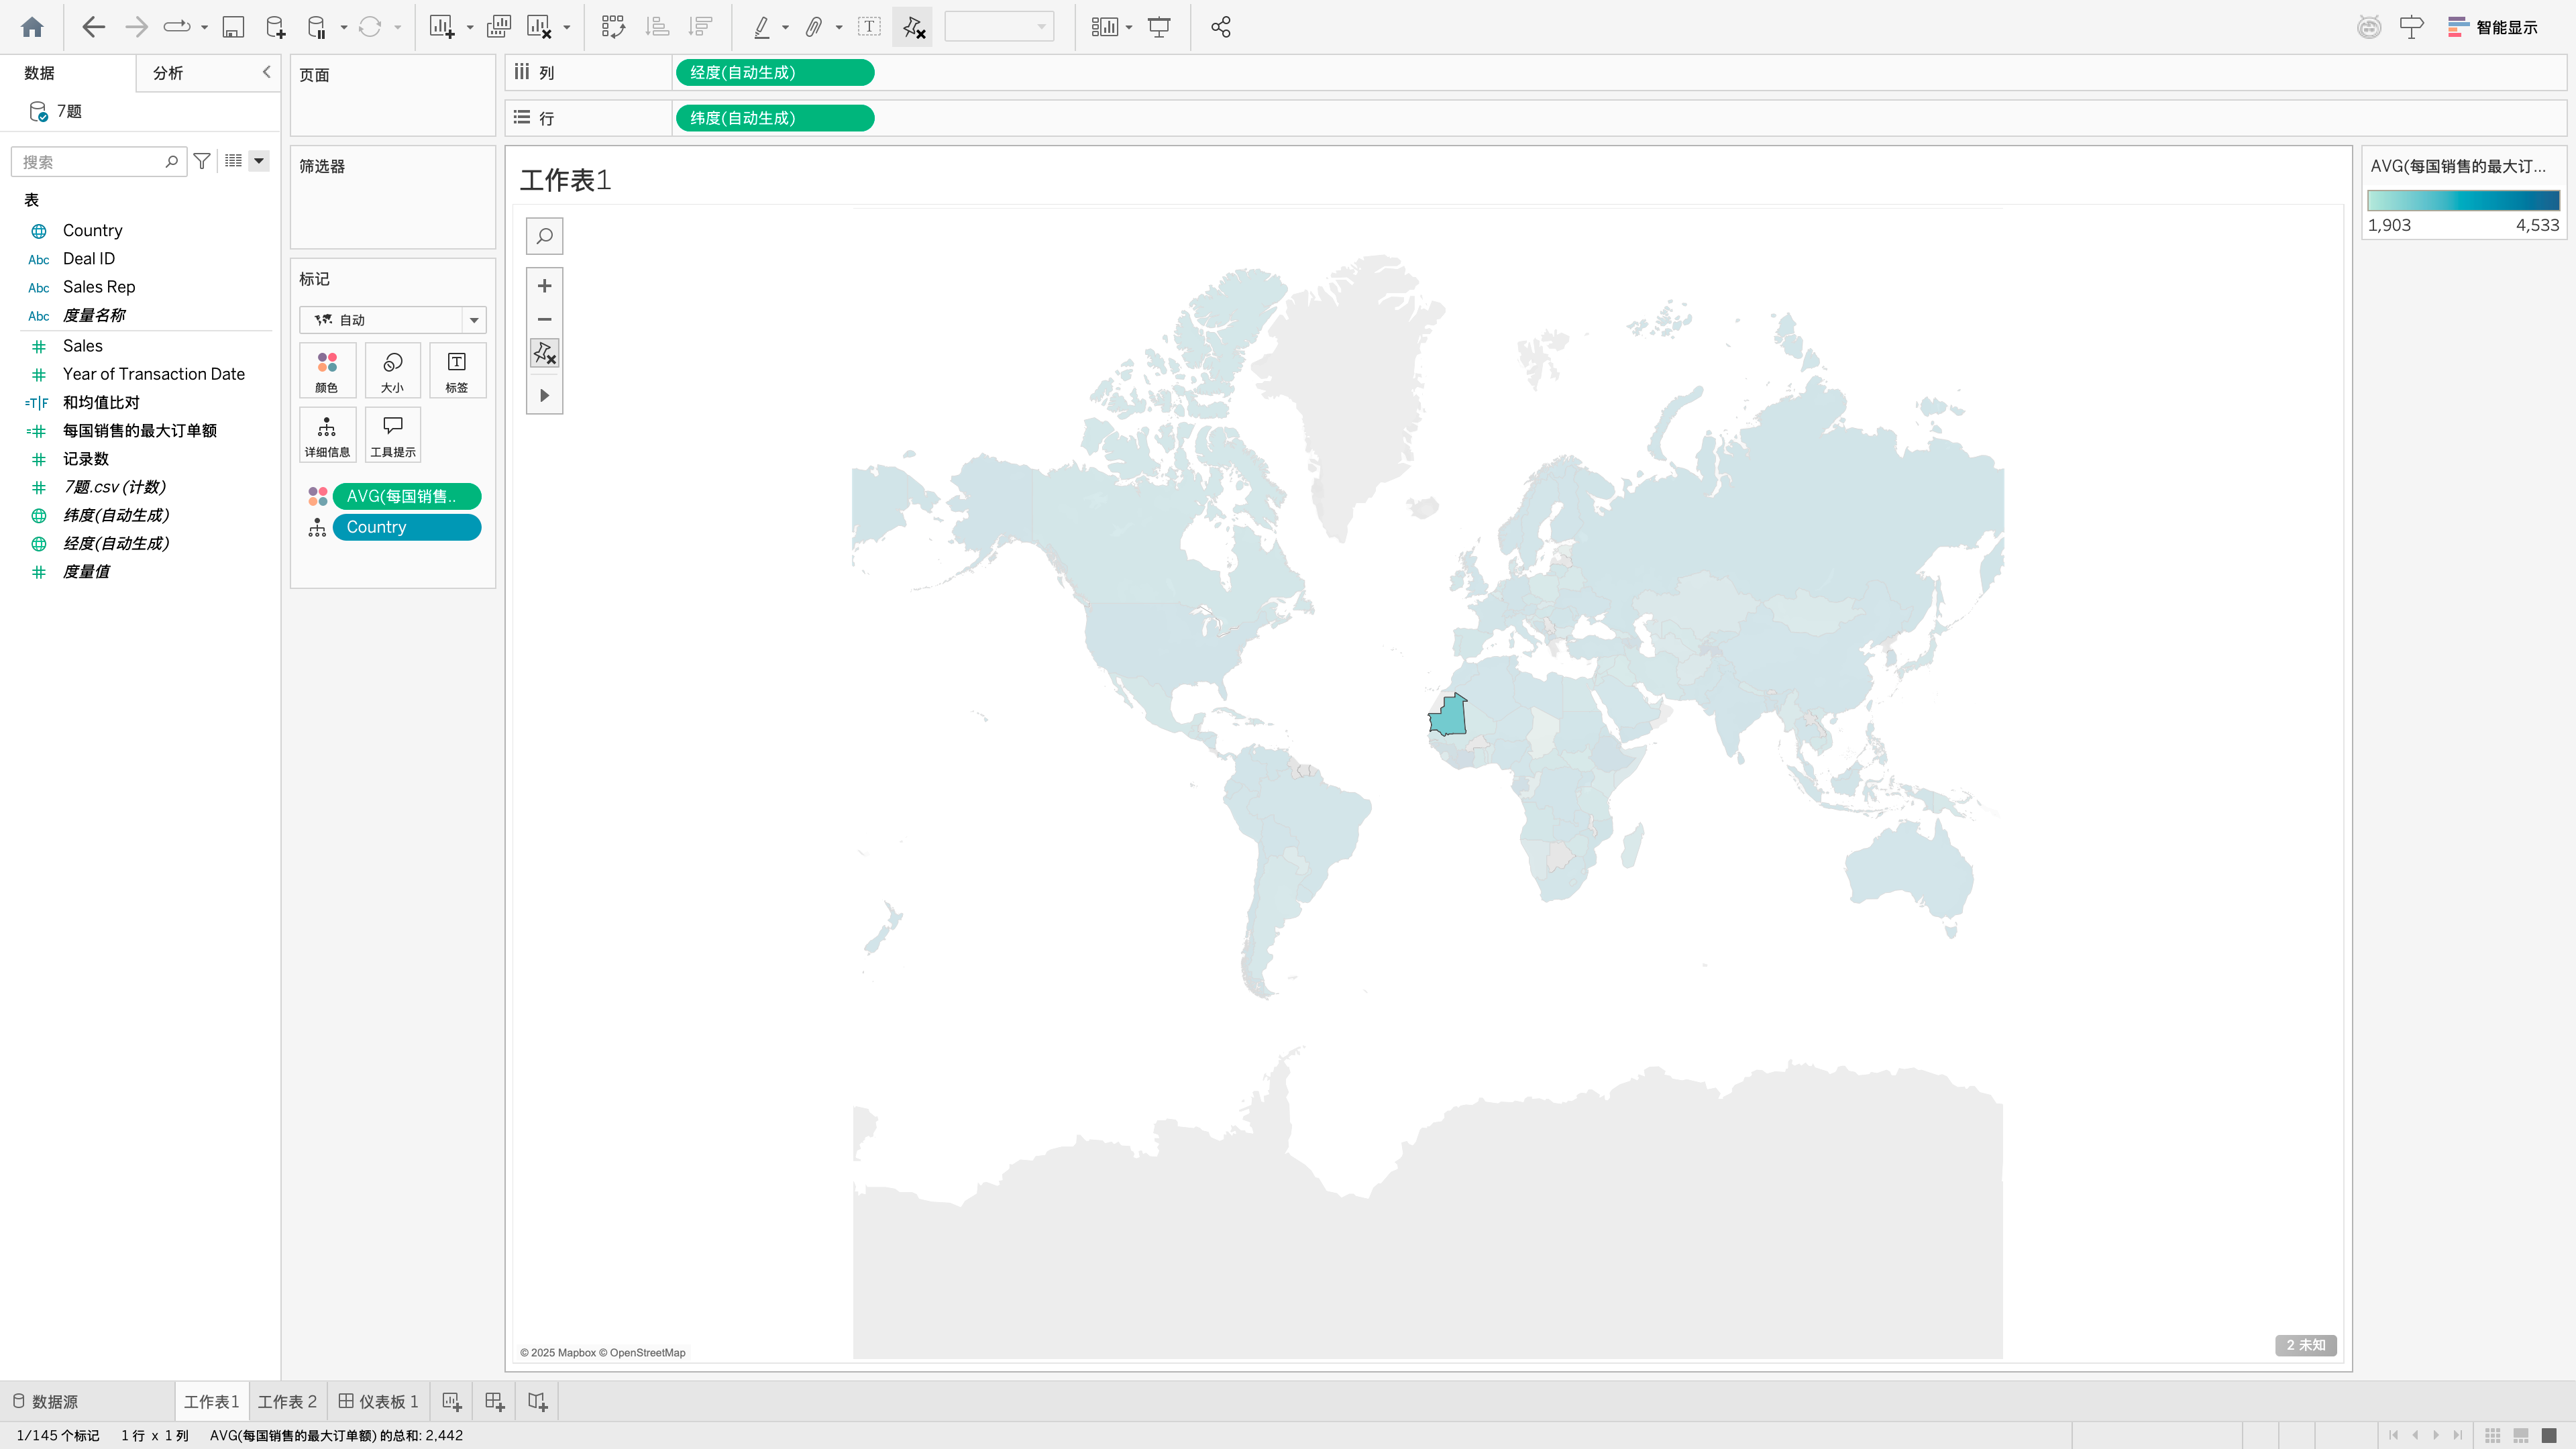 智能显示
数据
分析
7题
搜索
表
Country
Abc Deal ID
Abc Sales Rep
Abc 度量名称
Sales
Year of Transaction Date
=T|F 和均值比对
每国销售的最大订单额
记录数
7题.csv (计数)
纬度(自动生成)
经度(自动生成)
度量值
页面
筛选器
标记
自动
颜色
大小
标签
详细信息
工具提示
AVG(每国销售..
Country
列
经度(自动生成)
行
纬度(自动生成)
工作表1
© 2025 Mapbox © OpenStreetMap
2 未知
AVG(每国销售的最大订...
1,903
4,533
数据源
工作表1
工作表 2
仪表板 1
1/145 个标记
1 行 x 1 列
AVG(每国销售的最大订单额) 的总和: 2,442